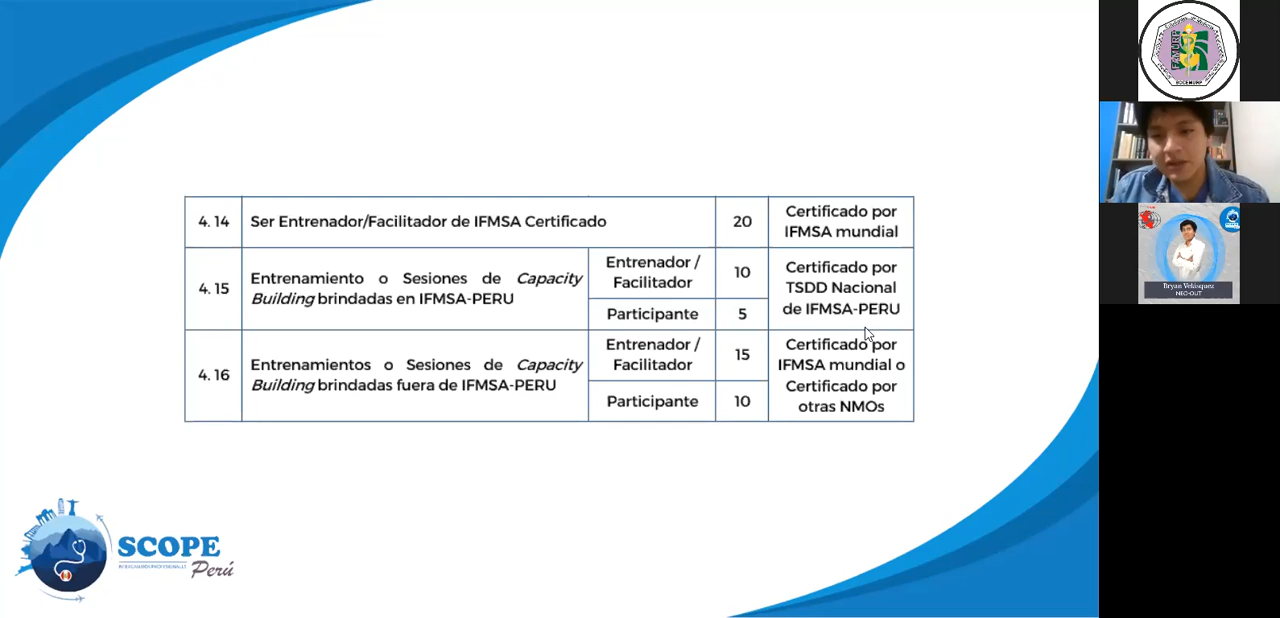 4. 14
Ser Entrenador/Facilitador de IFMSA Certificado
20
Certificado por
IFMSA mundial
4. 15
Entrenamiento o Sesiones de Capacity
Building brindadas en IFMSA-PERU
Entrenador /
Facilitador
10
Participante
5
Certificado por
TSDD Nacional
de IFMSA-PERU
4. 16
Entrenamientos o Sesiones de Capacity
Building brindadas fuera de IFMSA-PERU
Entrenador /
Facilitador
15
Participante
10
Certificado por
IFMSA mundial o
Certificado por
otras NMOs
SCOPE
Perú
FAMURP
SOCEMURP
Bryan Velásquez
NEO-OUT